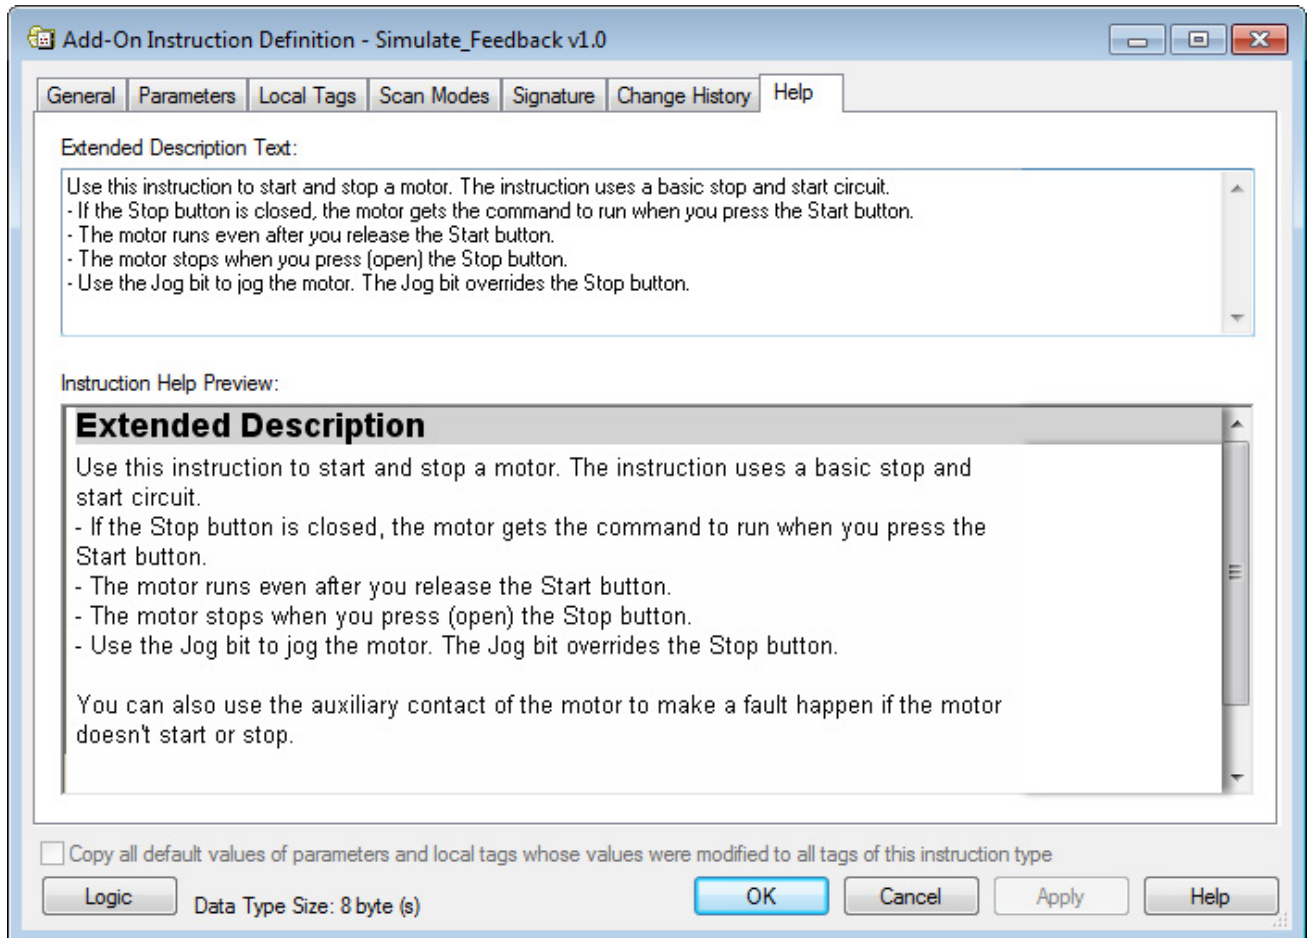 Add-On Instruction Definition - Simulate_Feedback v1.0
General Parameters Local Tags Scan Modes Signature Change History Help
Extended Description Text:
Use this instruction to start and stop a motor. The instruction uses a basic stop and start circuit.
- If the Stop button is closed, the motor gets the command to run when you press the Start button.
- The motor runs even after you release the Start button.
- The motor stops when you press (open) the Stop button.
- Use the Jog bit to jog the motor. The Jog bit overrides the Stop button.
Instruction Help Preview:
Extended Description
Use this instruction to start and stop a motor. The instruction uses a basic stop and
start circuit.
- If the Stop button is closed, the motor gets the command to run when you press the
Start button.
- The motor runs even after you release the Start button.
- The motor stops when you press (open) the Stop button.
- Use the Jog bit to jog the motor. The Jog bit overrides the Stop button.
You can also use the auxiliary contact of the motor to make a fault happen if the motor
doesn't start or stop.
Copy all default values of parameters and local tags whose values were modified to all tags of this instruction type
Logic Data Type Size: 8 byte (s) OK Cancel Apply Help